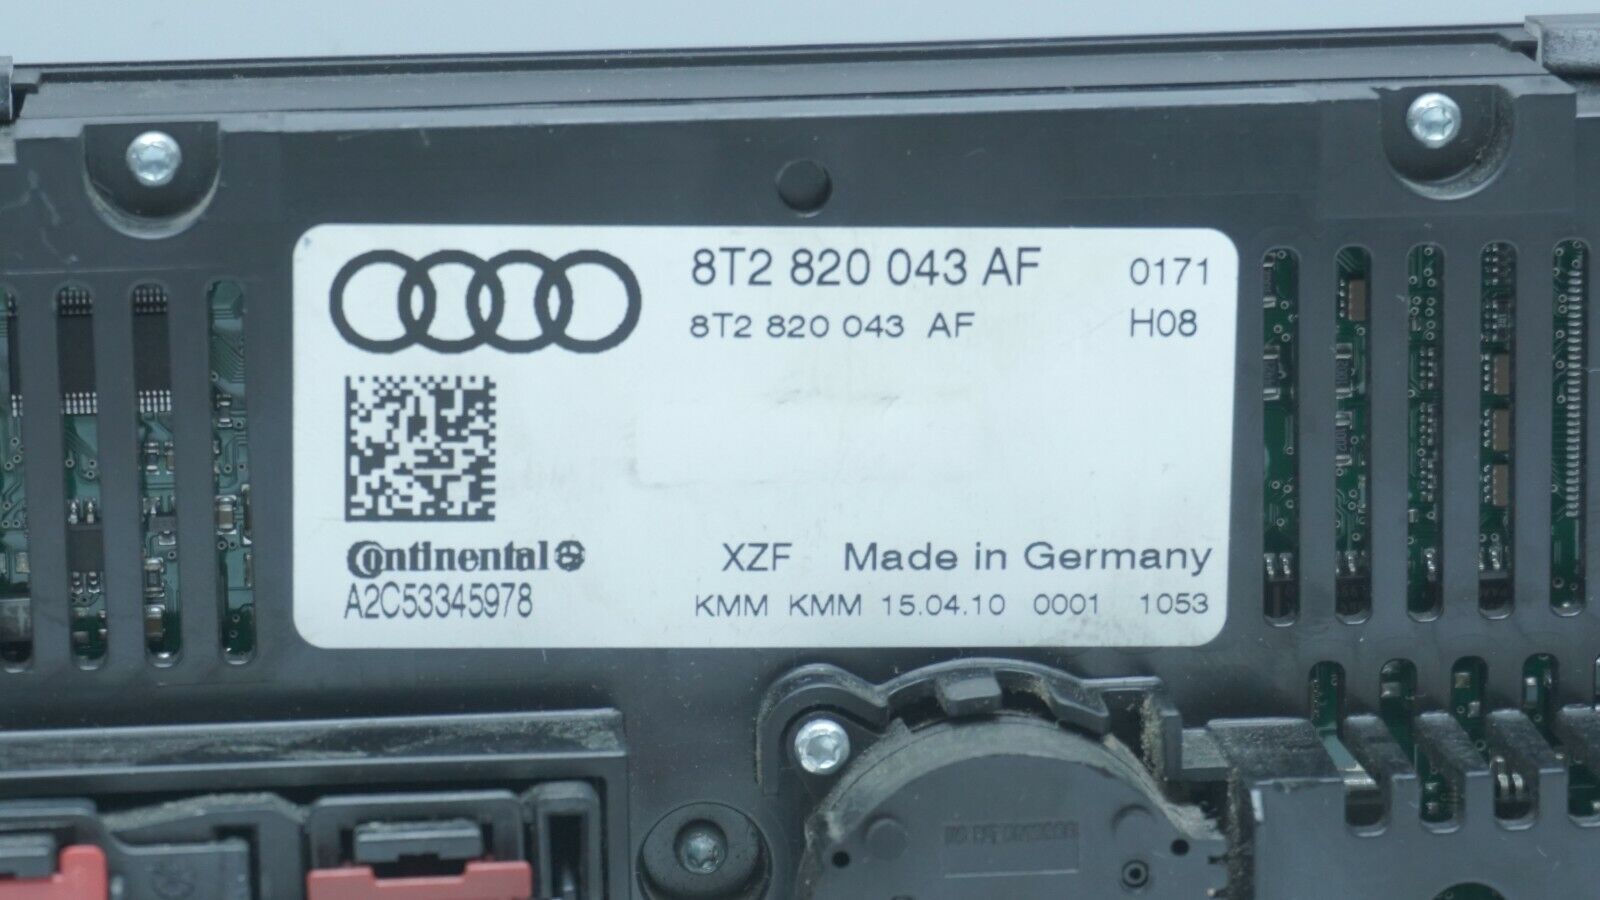 8T2 820 043 AF 0171
8T2 820 043 AF H08
Continental
A2C53345978
XZF Made in Germany
KMM KMM 15.04.10 0001 1053